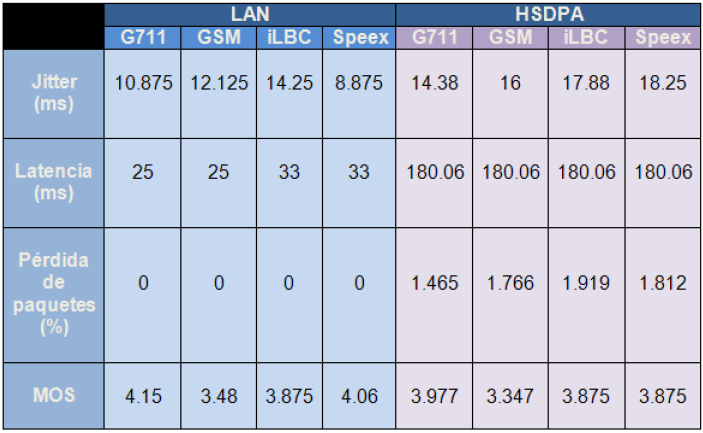 LAN HSDPA
G711 GSM iLBC Speex G711 GSM iLBC Speex
Jitter (ms) 10.875 12.125 14.25 8.875 14.38 16 17.88 18.25
Latencia (ms) 25 25 33 33 180.06 180.06 180.06 180.06
Pérdida de paquetes (%) 0 0 0 0 1.465 1.766 1.919 1.812
MOS 4.15 3.48 3.875 4.06 3.977 3.347 3.875 3.875